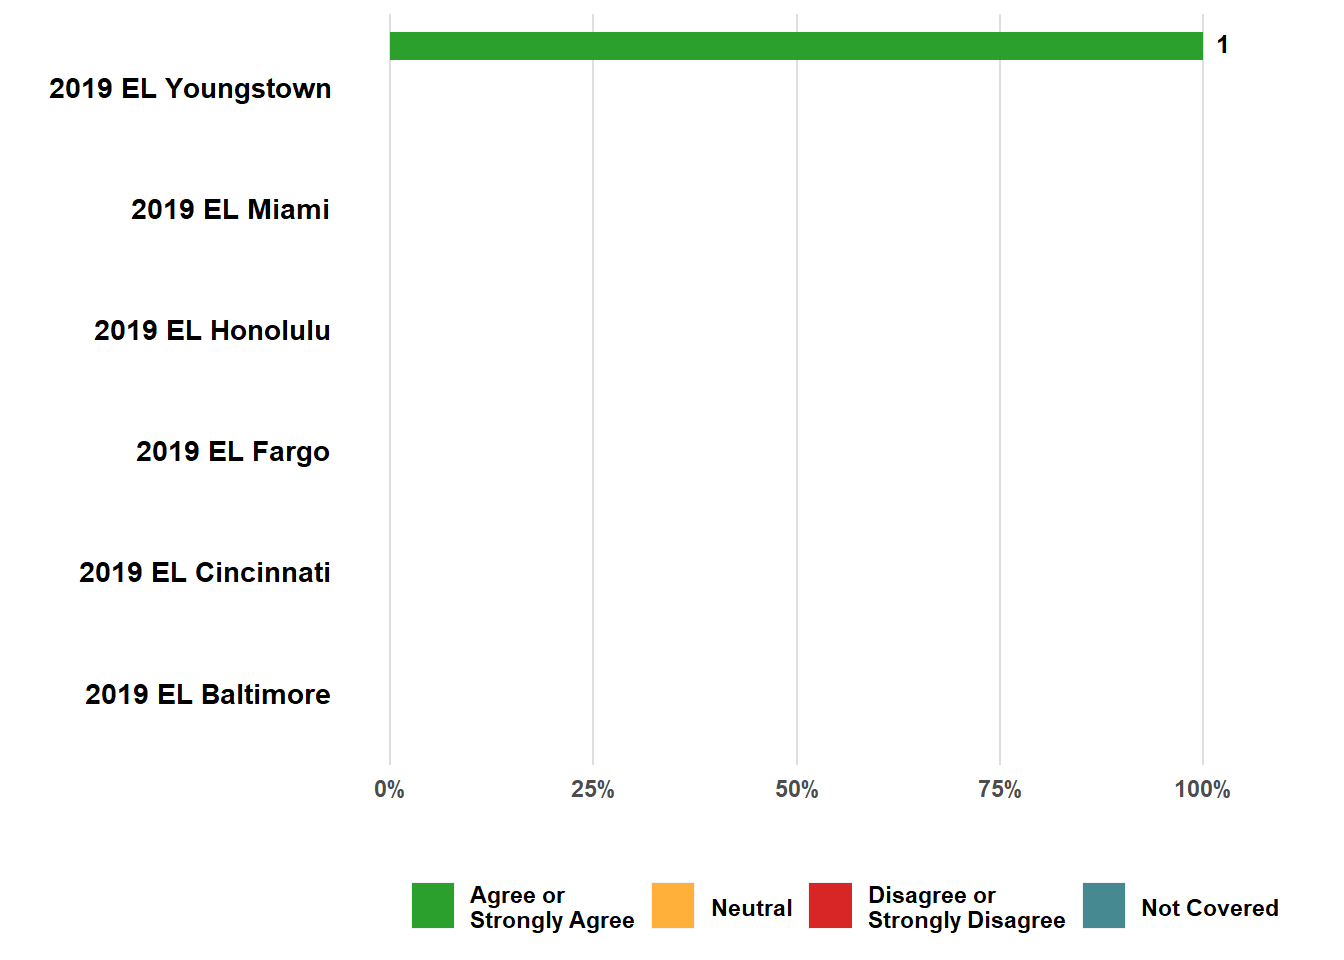 1
2019 EL Youngstown
2019 EL Miami
2019 EL Honolulu
2019 EL Fargo
2019 EL Cincinnati
2019 EL Baltimore
0% 25% 50% 75% 100%
Agree or
Strongly Agree
Neutral
Disagree or
Strongly Disagree
Not Covered